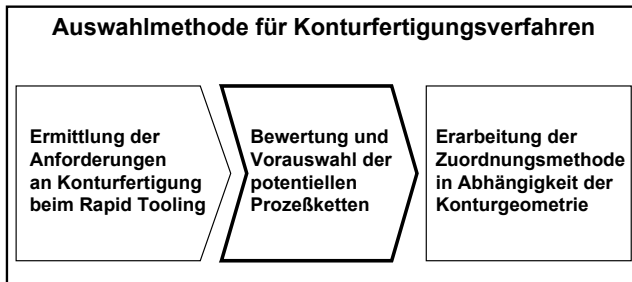 Auswahlmethode für Konturfertigungsverfahren
Ermittlung der
Anforderungen
an Konturfertigung
beim Rapid Tooling
Bewertung und
Vorauswahl der
potentiellen
Prozeßketten
Erarbeitung der
Zuordnungsmethode
in Abhängigkeit der
Konturgeometrie